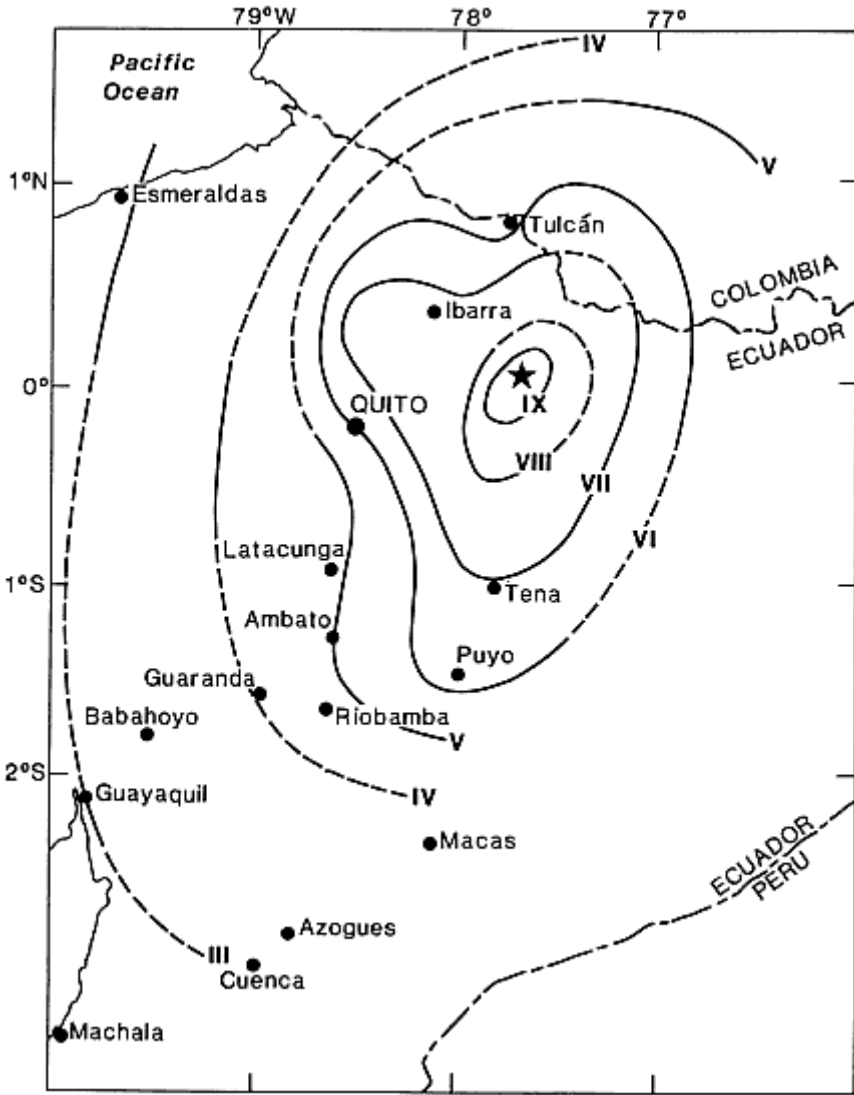 79°W
78°
77°
Pacific
Ocean
IV
V
1°N
Esmeraldas
Tulcán
COLOMBIA
ECUADOR
Ibarra
0°
QUITO
IX
VIII
VII
VI
Latacunga
1°S
Tena
Ambato
Puyo
Guaranda
Babahoyo
Riobamba
V
2°S
Guayaquil
IV
Macas
ECUADOR
PERU
Azogues
III
Cuenca
Machala